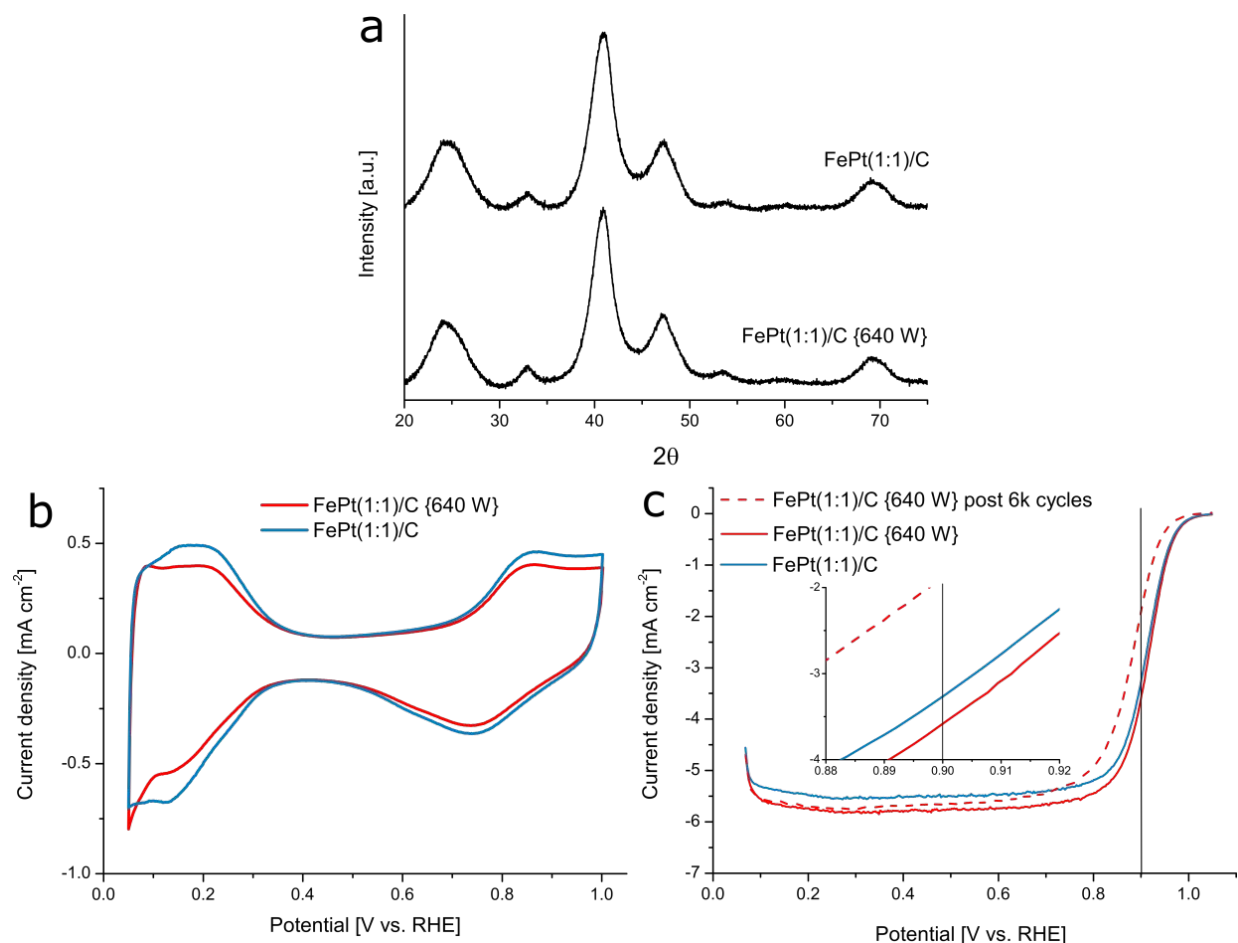 a
Intensity [a.u.]
FePt(1:1)/C
FePt(1:1)/C {640 W}
20 30 40 50 60 70
2θ
b
FePt(1:1)/C {640 W}
FePt(1:1)/C
Current density [mA cm-2]
0.5
0.0
-0.5
-1.0
0.0 0.2 0.4 0.6 0.8 1.0
Potential [V vs. RHE]
c
FePt(1:1)/C {640 W} post 6k cycles
FePt(1:1)/C {640 W}
FePt(1:1)/C
Current density [mA cm-2]
0
-1
-2
-3
-4
-5
-6
-7
-2
-3
-4
0.88 0.89 0.90 0.91 0.92
0.0 0.2 0.4 0.6 0.8 1.0
Potential [V vs. RHE]